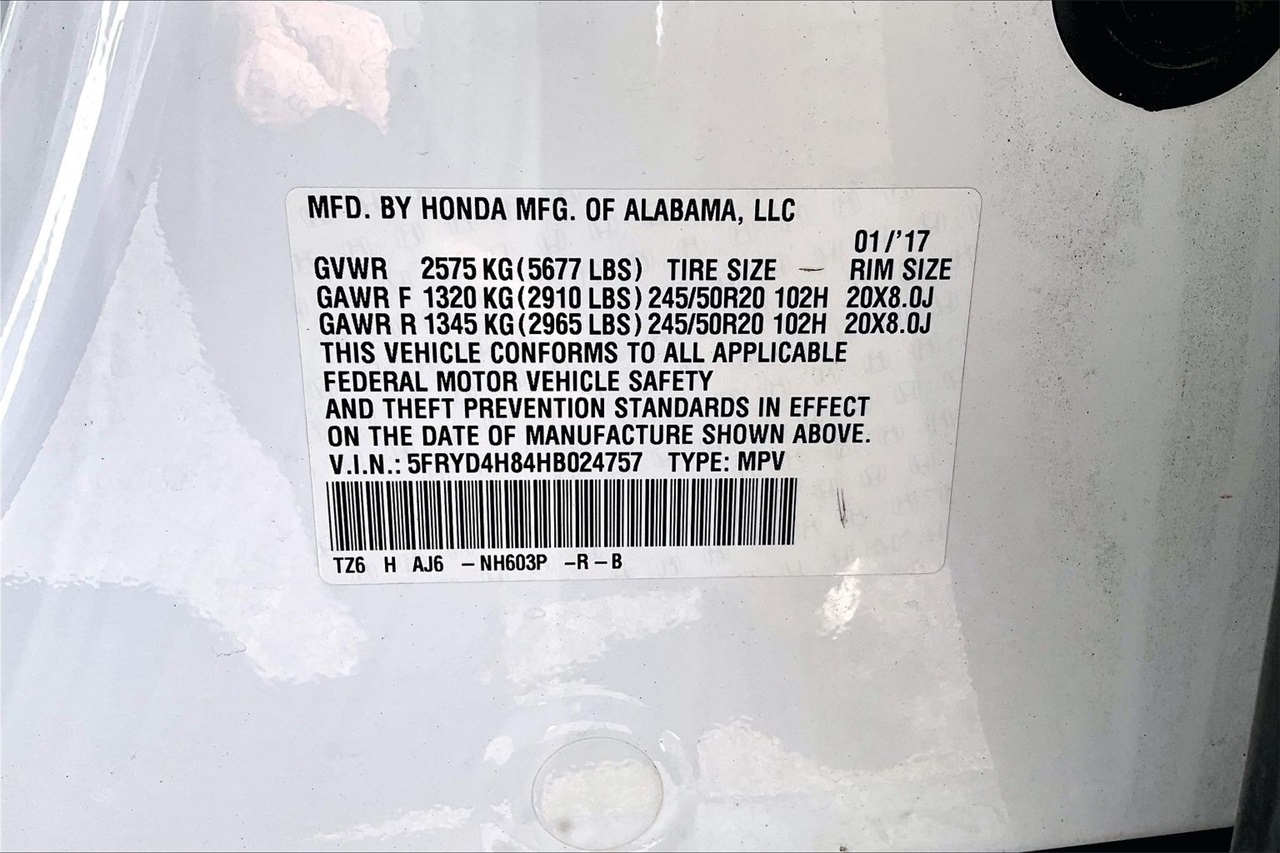 MFD. BY HONDA MFG. OF ALABAMA, LLC
01/'17
GVWR 2575 KG (5677 LBS) TIRE SIZE RIM SIZE
GAWR F 1320 KG (2910 LBS) 245/50R20 102H 20X8.0J
GAWR R 1345 KG (2965 LBS) 245/50R20 102H 20X8.0J
THIS VEHICLE CONFORMS TO ALL APPLICABLE
FEDERAL MOTOR VEHICLE SAFETY
AND THEFT PREVENTION STANDARDS IN EFFECT
ON THE DATE OF MANUFACTURE SHOWN ABOVE.
V.I.N.: 5FRYD4H84HB024757 TYPE: MPV
TZ6 H AJ6 –NH603P –R–B